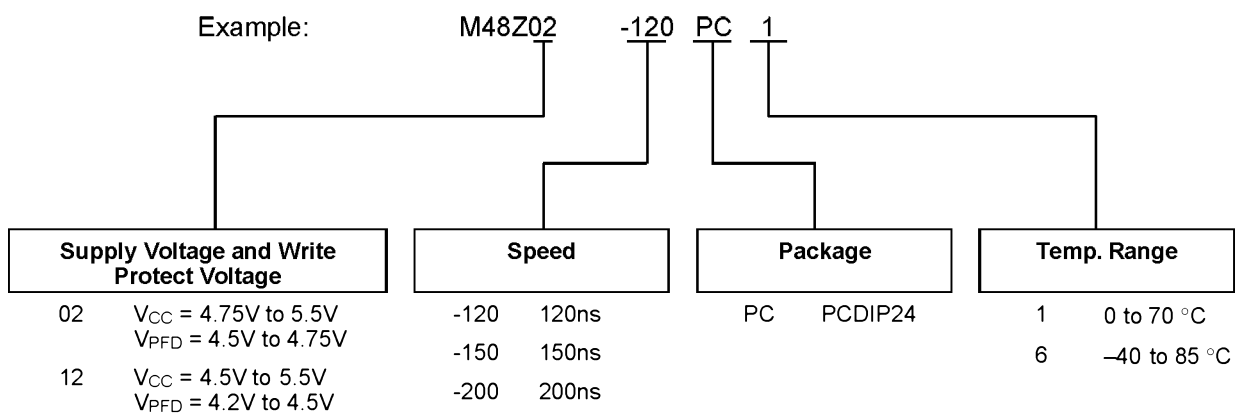 Example: M48Z02 -120 PC 1
Supply Voltage and Write
Protect Voltage
02 VCC = 4.75V to 5.5V
VPFD = 4.5V to 4.75V
12 VCC = 4.5V to 5.5V
VPFD = 4.2V to 4.5V
Speed
-120 120ns
-150 150ns
-200 200ns
Package
PC PCDIP24
Temp. Range
1 0 to 70 °C
6 –40 to 85 °C